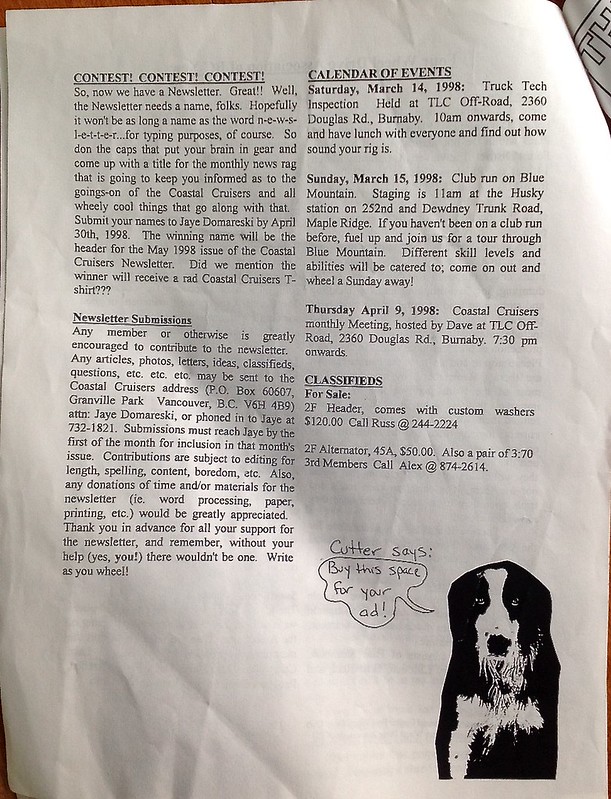 CONTEST! CONTEST! CONTEST!
So, now we have a Newsletter. Great!! Well,
the Newsletter needs a name, folks. Hopefully
it won't be as long a name as the word n-e-w-s-
l-e-t-t-e-r...for typing purposes, of course. So
don the caps that put your brain in gear and
come up with a title for the monthly news rag
that is going to keep you informed as to the
goings-on of the Coastal Cruisers and all
wheely cool things that go along with that.
Submit your names to Jaye Domareski by April
30th, 1998. The winning name will be the
header for the May 1998 issue of the Coastal
Cruisers Newsletter. Did we mention the
winner will receive a rad Coastal Cruisers T-
shirt???
Newsletter Submissions
Any member or otherwise is greatly
encouraged to contribute to the newsletter.
Any articles, photos, letters, ideas, classifieds,
questions, etc. etc. etc. may be sent to the
Coastal Cruisers address (P.O. Box 60607,
Granville Park Vancouver, B.C. V6H 4B9)
attn: Jaye Domareski, or phoned in to Jaye at
732-1821. Submissions must reach Jaye by the
first of the month for inclusion in that month's
issue. Contributions are subject to editing for
length, spelling, content, boredom, etc. Also,
any donations of time and/or materials for the
newsletter (ie. word processing, paper,
printing, etc.) would be greatly appreciated.
Thank you in advance for all your support for
the newsletter, and remember, without your
help (yes, you!) there wouldn't be one. Write
as you wheel!
CALENDAR OF EVENTS
Saturday, March 14, 1998: Truck Tech
Inspection Held at TLC Off-Road, 2360
Douglas Rd., Burnaby. 10am onwards, come
and have lunch with everyone and find out how
sound your rig is.
Sunday, March 15, 1998: Club run on Blue
Mountain. Staging is 11am at the Husky
station on 252nd and Dewdney Trunk Road,
Maple Ridge. If you haven't been on a club run
before, fuel up and join us for a tour through
Blue Mountain. Different skill levels and
abilities will be catered to; come on out and
wheel a Sunday away!
Thursday April 9, 1998: Coastal Cruisers
monthly Meeting, hosted by Dave at TLC Off-
Road, 2360 Douglas Rd., Burnaby. 7:30 pm
onwards.
CLASSIFIEDS
For Sale:
2F Header, comes with custom washers
$120.00 Call Russ @ 244-2224
2F Alternator, 45A, $50.00. Also a pair of 3:70
3rd Members Call Alex @ 874-2614.
Cutter says:
Buy this space
for your
ad!